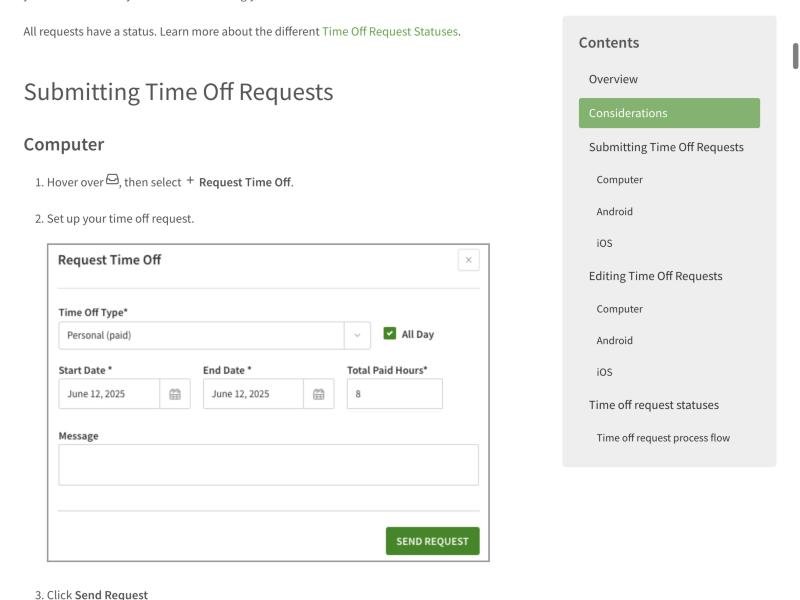 All requests have a status. Learn more about the different Time Off Request Statuses.
Submitting Time Off Requests
Computer
1. Hover over , then select + Request Time Off.
2. Set up your time off request.
Request Time Off
×
Time Off Type*
Personal (paid)
All Day
Start Date *
End Date *
Total Paid Hours*
June 12, 2025
June 12, 2025
8
Message
SEND REQUEST
3. Click Send Request
Contents
Overview
Considerations
Submitting Time Off Requests
Computer
Android
iOS
Editing Time Off Requests
Computer
Android
iOS
Time off request statuses
Time off request process flow